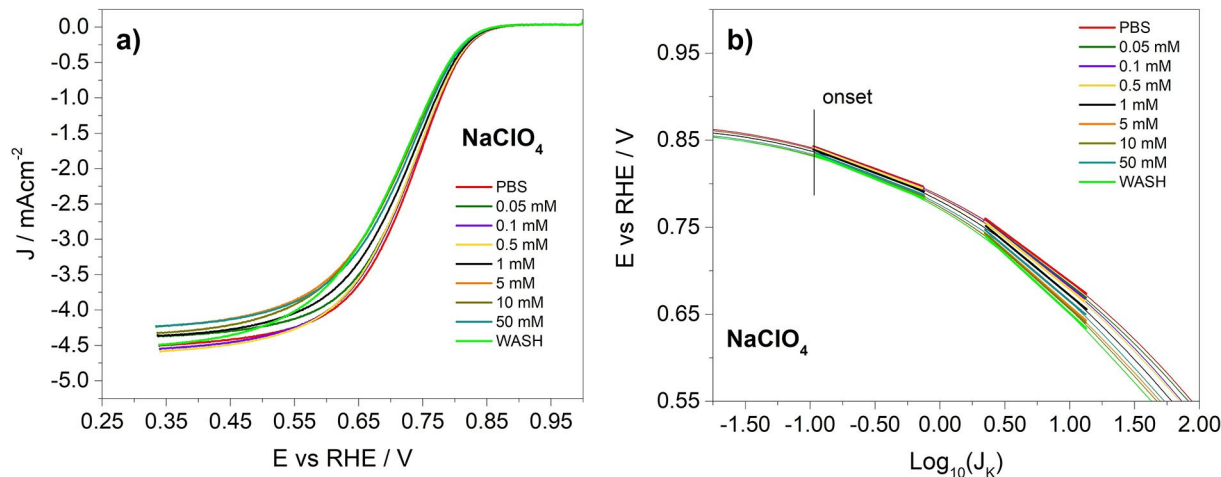 a)
0.0
-0.5
-1.0
-1.5
-2.0
-2.5
-3.0
-3.5
-4.0
-4.5
-5.0
J / mAcm⁻²
NaClO₄
PBS
0.05 mM
0.1 mM
0.5 mM
1 mM
5 mM
10 mM
50 mM
WASH
0.25 0.35 0.45 0.55 0.65 0.75 0.85 0.95
E vs RHE / V
b)
0.95
0.85
0.75
0.65
0.55
E vs RHE / V
onset
PBS
0.05 mM
0.1 mM
0.5 mM
1 mM
5 mM
10 mM
50 mM
WASH
NaClO₄
-1.50 -1.00 -0.50 0.00 0.50 1.00 1.50 2.00
Log₁₀(J_K)